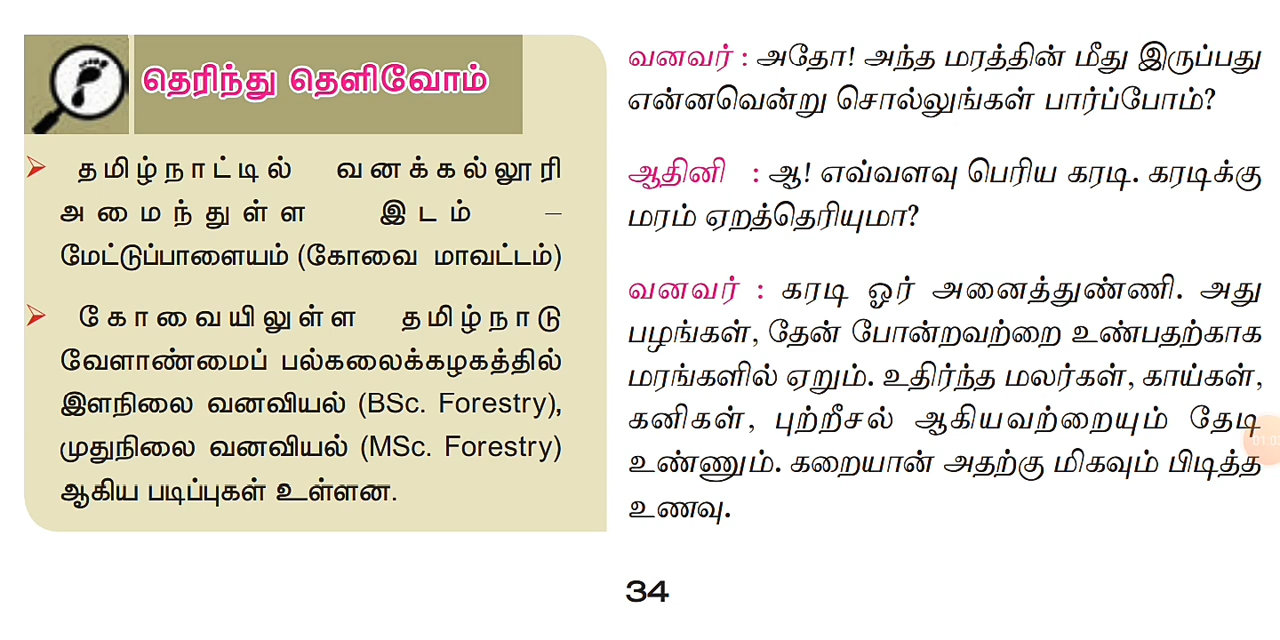 தெரிந்து தெளிவோம்
தமிழ்நாட்டில் வனக்கல்லூரி
அமைந்துள்ள இடம் –
மேட்டுப்பாளையம் (கோவை மாவட்டம்)
கோவையிலுள்ள தமிழ்நாடு
வேளாண்மைப் பல்கலைக்கழகத்தில்
இளநிலை வனவியல் (BSc. Forestry),
முதுநிலை வனவியல் (MSc. Forestry)
ஆகிய படிப்புகள் உள்ளன.
வனவர் : அதோ! அந்த மரத்தின் மீது இருப்பது
என்னவென்று சொல்லுங்கள் பார்ப்போம்?
ஆதினி : ஆ! எவ்வளவு பெரிய கரடி. கரடிக்கு
மரம் ஏறத்தெரியுமா?
வனவர் : கரடி ஓர் அனைத்துண்ணி. அது
பழங்கள், தேன் போன்றவற்றை உண்பதற்காக
மரங்களில் ஏறும். உதிர்ந்த மலர்கள், காய்கள்,
கனிகள், புற்றீசல் ஆகியவற்றையும் தேடி
உண்ணும். கறையான் அதற்கு மிகவும் பிடித்த
உணவு.
34